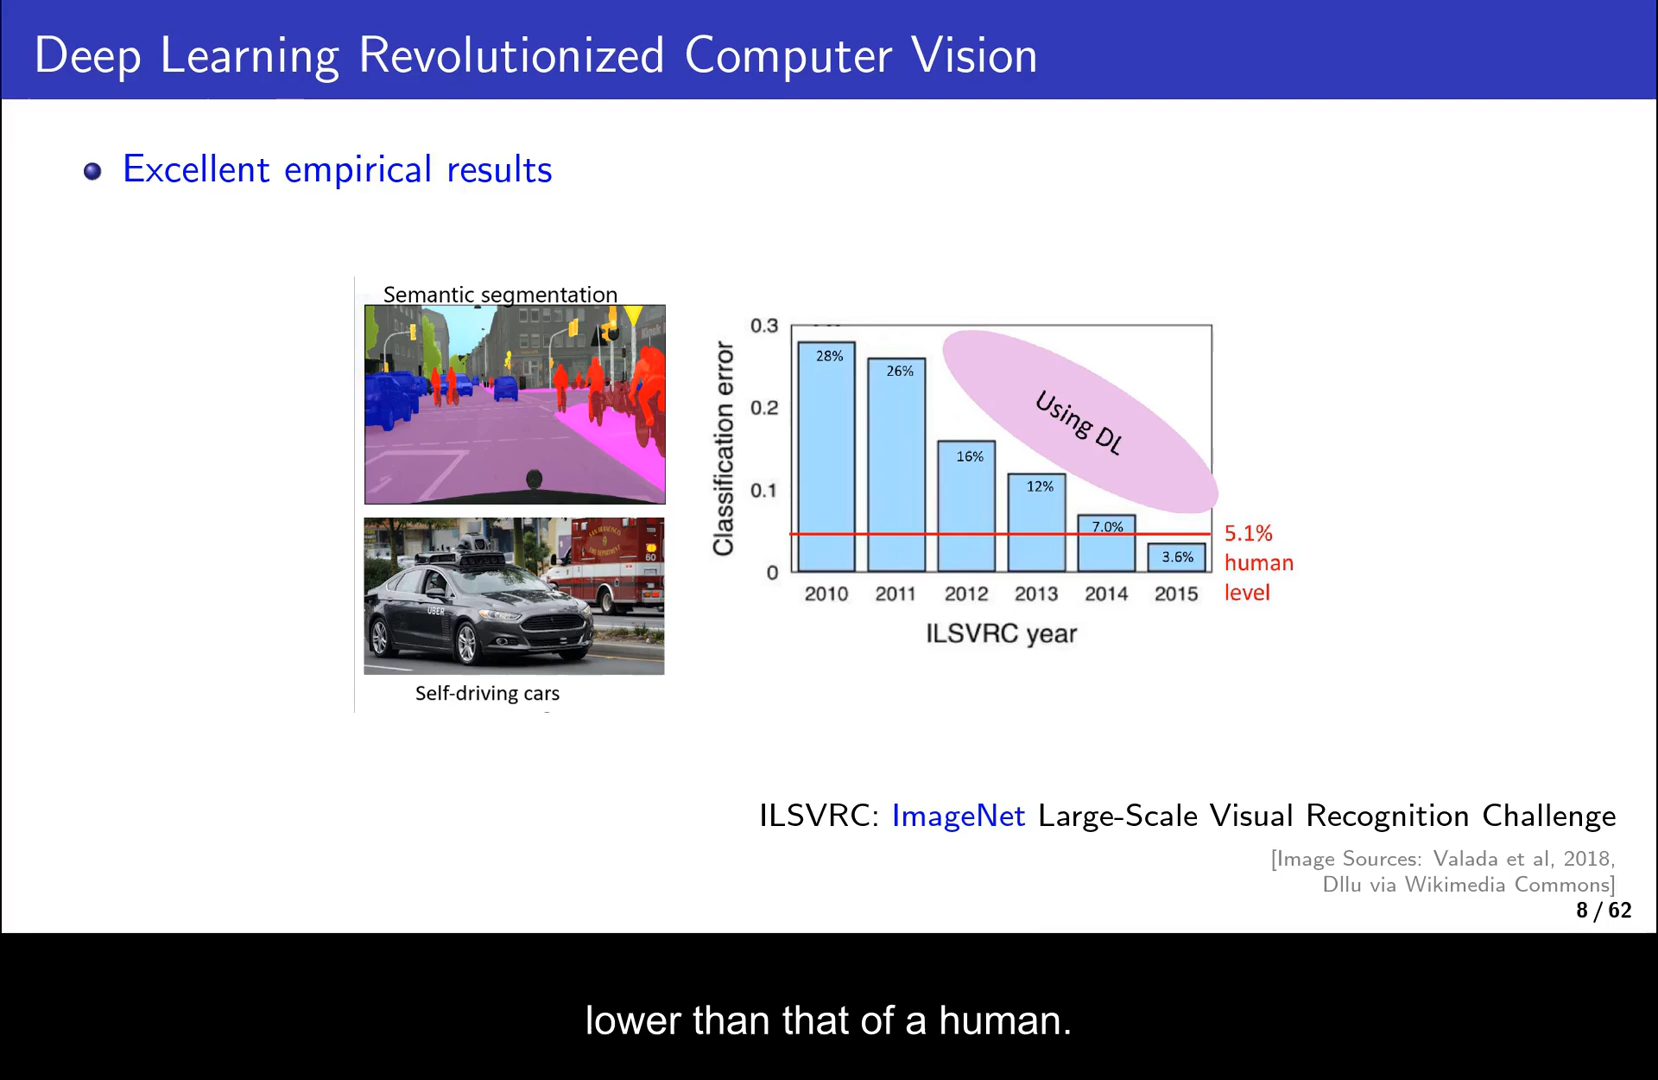 Deep Learning Revolutionized Computer Vision
Excellent empirical results
Semantic segmentation
UBER
60
Self-driving cars
Classification error
0.3
0.2
0.1
0
28%
26%
16%
12%
7.0%
3.6%
Using DL
5.1%
human
level
2010 2011 2012 2013 2014 2015
ILSVRC year
ILSVRC: ImageNet Large-Scale Visual Recognition Challenge
[Image Sources: Valada et al, 2018,
Dllu via Wikimedia Commons]
8 / 62
lower than that of a human.